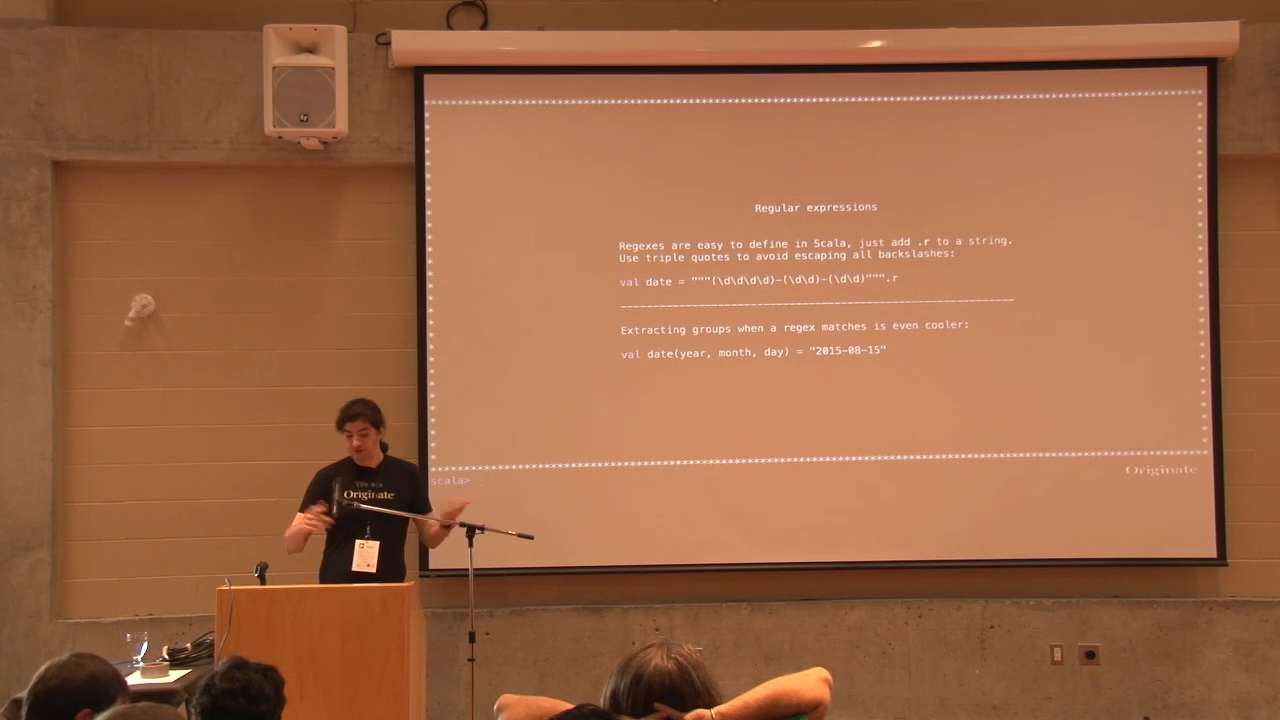 Regular expressions
Regexes are easy to define in Scala, just add .r to a string.
Use triple quotes to avoid escaping all backslashes:
val date = """(\d\d\d\d)-(\d\d)-(\d\d)""".r
Extracting groups when a regex matches is even cooler:
val date(year, month, day) = "2015-08-15"
Originate
scala>
Originate